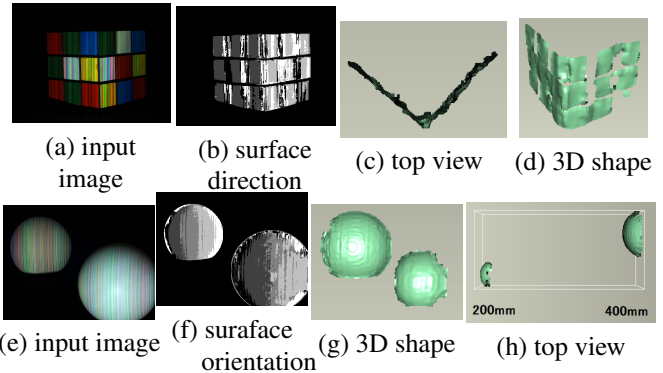 (a) input
image
(b) surface
direction
(c) top view
(d) 3D shape
200mm
400mm
(e) input image
(f) suraface
orientation
(g) 3D shape
(h) top view